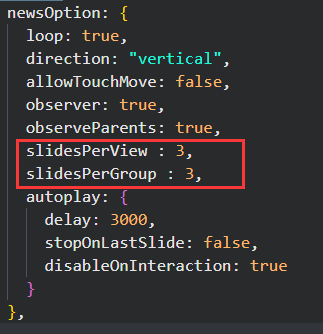 newsOption: {
loop: true,
direction: "vertical",
allowTouchMove: false,
observer: true,
observeParents: true,
slidesPerView : 3,
slidesPerGroup : 3,
autoplay: {
delay: 3000,
stopOnLastSlide: false,
disableOnInteraction: true
}
},